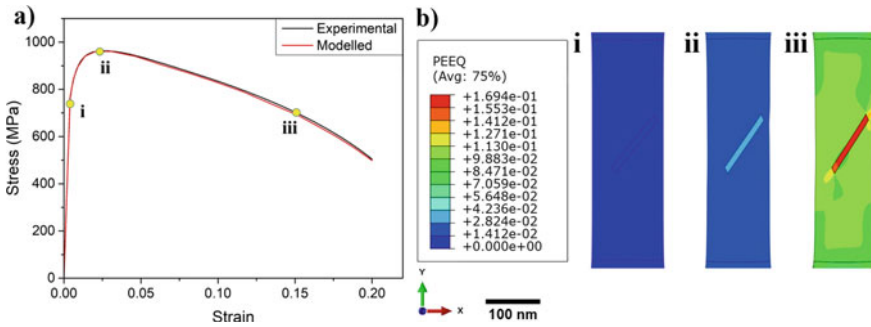 a)
1000
800
600
400
200
0
Stress (MPa)
0.00
0.05
0.10
0.15
0.20
Strain
Experimental
Modelled
i
ii
iii
b)
PEEQ
(Avg: 75%)
+1.694e-01
+1.553e-01
+1.412e-01
+1.271e-01
+1.130e-01
+9.883e-02
+8.471e-02
+7.059e-02
+5.648e-02
+4.236e-02
+2.824e-02
+1.412e-02
+0.000e+00
Y
X
100 nm
i
ii
iii